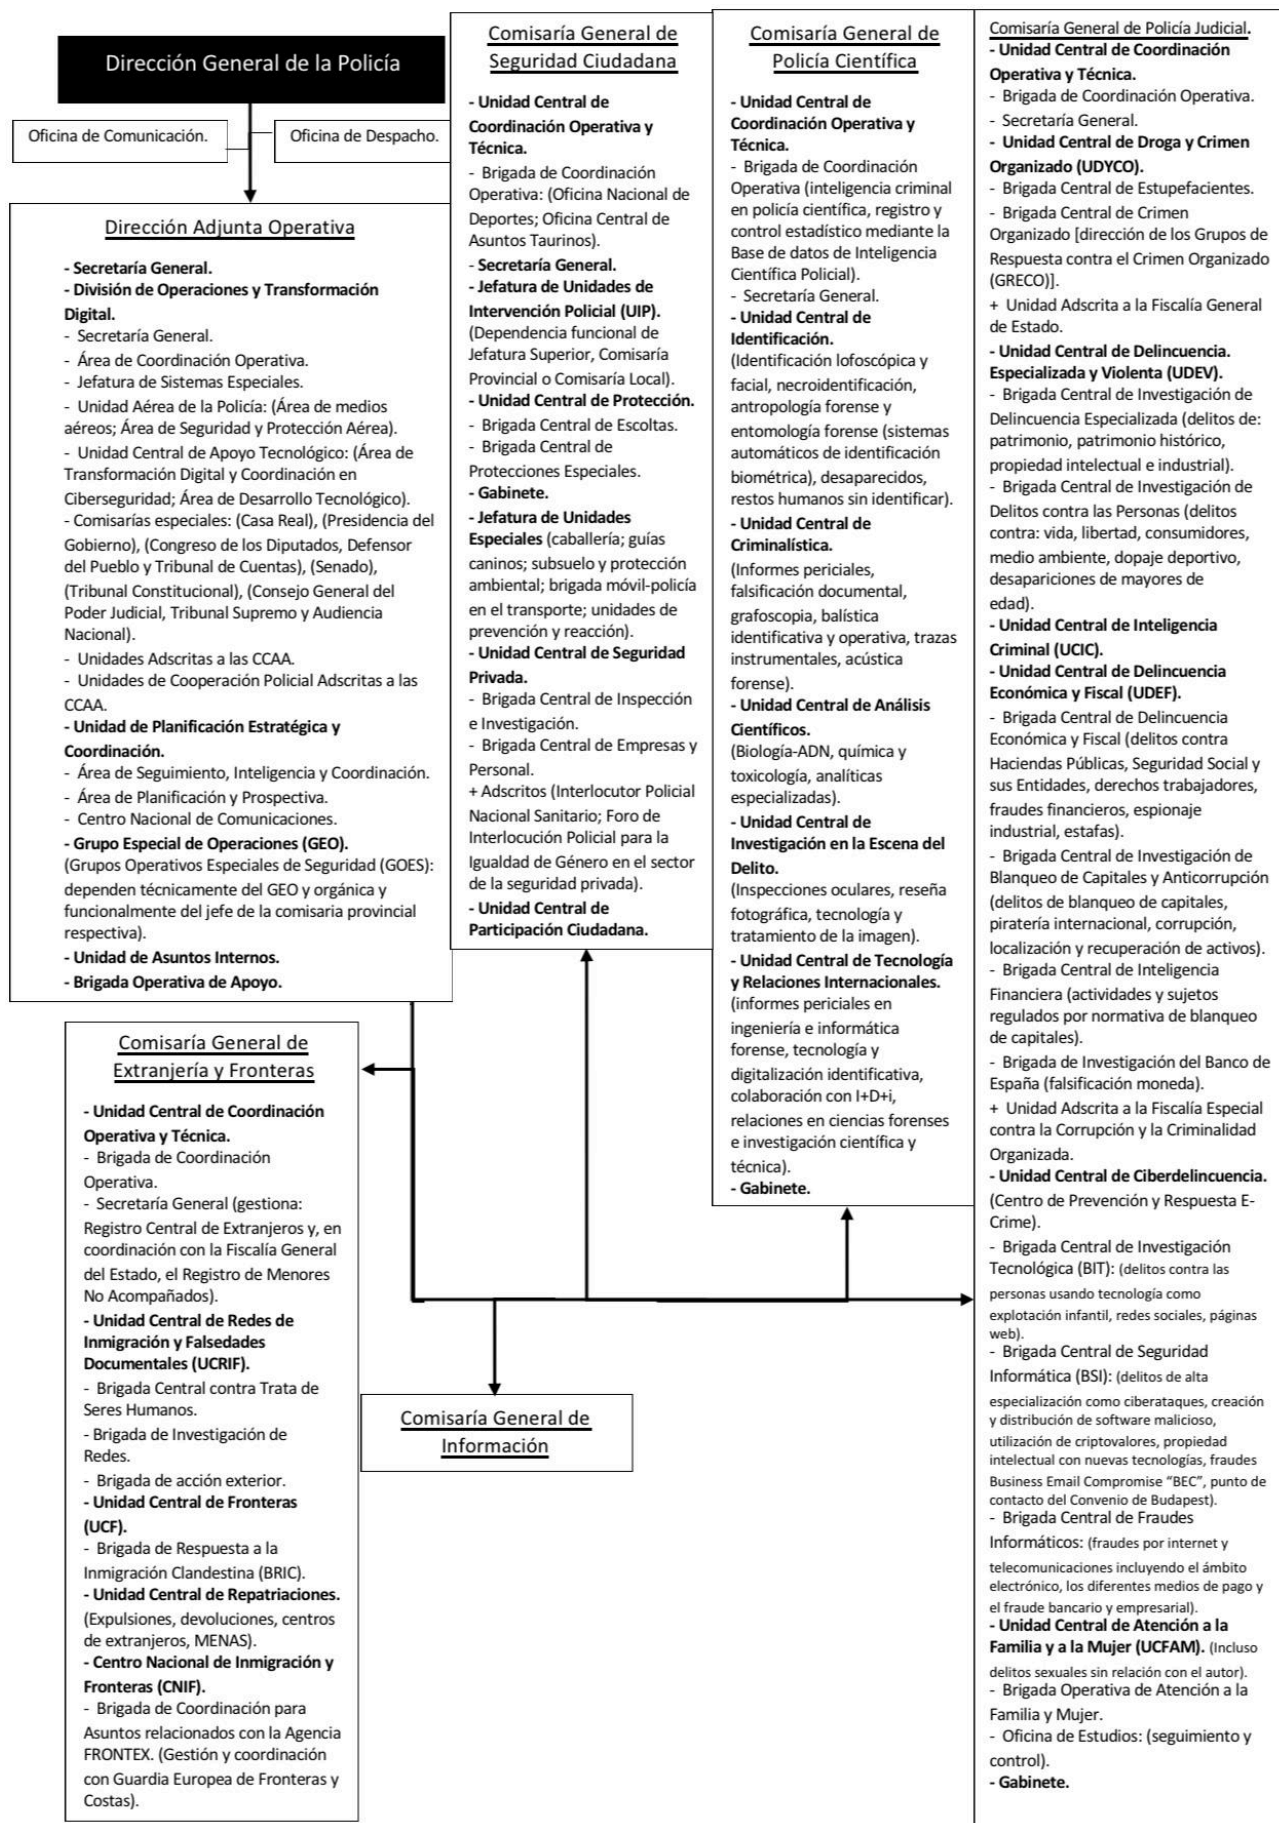 Dirección General de la Policía
Oficina de Comunicación.
Oficina de Despacho.
Dirección Adjunta Operativa
- Secretaría General.
- División de Operaciones y Transformación
Digital.
- Secretaría General.
- Área de Coordinación Operativa.
- Jefatura de Sistemas Especiales.
- Unidad Aérea de la Policía: (Área de medios
aéreos; Área de Seguridad y Protección Aérea).
- Unidad Central de Apoyo Tecnológico: (Área de
Transformación Digital y Coordinación en
Ciberseguridad; Área de Desarrollo Tecnológico).
- Comisarías especiales: (Casa Real), (Presidencia del
Gobierno), (Congreso de los Diputados, Defensor
del Pueblo y Tribunal de Cuentas), (Senado),
(Tribunal Constitucional), (Consejo General del
Poder Judicial, Tribunal Supremo y Audiencia
Nacional).
- Unidades Adscritas a las CCAA.
- Unidades de Cooperación Policial Adscritas a las
CCAA.
- Unidad de Planificación Estratégica y
Coordinación.
- Área de Seguimiento, Inteligencia y Coordinación.
- Área de Planificación y Prospectiva.
- Centro Nacional de Comunicaciones.
- Grupo Especial de Operaciones (GEO).
(Grupos Operativos Especiales de Seguridad (GOES):
dependen técnicamente del GEO y orgánica y
funcionalmente del jefe de la comisaria provincial
respectiva).
- Unidad de Asuntos Internos.
- Brigada Operativa de Apoyo.
Comisaría General de
Extranjería y Fronteras
- Unidad Central de Coordinación
Operativa y Técnica.
- Brigada de Coordinación
Operativa.
- Secretaría General (gestiona:
Registro Central de Extranjeros y, en
coordinación con la Fiscalía General
del Estado, el Registro de Menores
No Acompañados).
- Unidad Central de Redes de
Inmigración y Falsedades
Documentales (UCRIF).
- Brigada Central contra Trata de
Seres Humanos.
- Brigada de Investigación de
Redes.
- Brigada de acción exterior.
- Unidad Central de Fronteras
(UCF).
- Brigada de Respuesta a la
Inmigración Clandestina (BRIC).
- Unidad Central de Repatriaciones.
(Expulsiones, devoluciones, centros
de extranjeros, MENAS).
- Centro Nacional de Inmigración y
Fronteras (CNIF).
- Brigada de Coordinación para
Asuntos relacionados con la Agencia
FRONTEX. (Gestión y coordinación
con Guardia Europea de Fronteras y
Costas).
Comisaría General de
Seguridad Ciudadana
- Unidad Central de
Coordinación Operativa y
Técnica.
- Brigada de Coordinación
Operativa: (Oficina Nacional de
Deportes; Oficina Central de
Asuntos Taurinos).
- Secretaría General.
- Jefatura de Unidades de
Intervención Policial (UIP).
(Dependencia funcional de
Jefatura Superior, Comisaría
Provincial o Comisaría Local).
- Unidad Central de Protección.
- Brigada Central de Escoltas.
- Brigada Central de
Protecciones Especiales.
- Gabinete.
- Jefatura de Unidades
Especiales (caballería; guías
caninos; subsuelo y protección
ambiental; brigada móvil-policía
en el transporte; unidades de
prevención y reacción).
- Unidad Central de Seguridad
Privada.
- Brigada Central de Inspección
e Investigación.
- Brigada Central de Empresas y
Personal.
+ Adscritos (Interlocutor Policial
Nacional Sanitario; Foro de
Interlocución Policial para la
Igualdad de Género en el sector
de la seguridad privada).
- Unidad Central de
Participación Ciudadana.
Comisaría General de
Información
Comisaría General de
Policía Científica
- Unidad Central de
Coordinación Operativa y
Técnica.
- Brigada de Coordinación
Operativa (inteligencia criminal
en policía científica, registro y
control estadístico mediante la
Base de datos de Inteligencia
Científica Policial).
- Secretaría General.
- Unidad Central de
Identificación.
(Identificación lofoscópica y
facial, necroidentificación,
antropología forense y
entomología forense (sistemas
automáticos de identificación
biométrica), desaparecidos,
restos humanos sin identificar).
- Unidad Central de
Criminalística.
(Informes periciales,
falsificación documental,
grafoscopia, balística
identificativa y operativa, trazas
instrumentales, acústica
forense).
- Unidad Central de Análisis
Científicos.
(Biología-ADN, química y
toxicología, analíticas
especializadas).
- Unidad Central de
Investigación en la Escena del
Delito.
(Inspecciones oculares, reseña
fotográfica, tecnología y
tratamiento de la imagen).
- Unidad Central de Tecnología
y Relaciones Internacionales.
(informes periciales en
ingeniería e informática
forense, tecnología y
digitalización identificativa,
colaboración con I+D+i,
relaciones en ciencias forenses
e investigación científica y
técnica).
- Gabinete.
Comisaría General de Policía Judicial.
- Unidad Central de Coordinación
Operativa y Técnica.
- Brigada de Coordinación Operativa.
- Secretaría General.
- Unidad Central de Droga y Crimen
Organizado (UDYCO).
- Brigada Central de Estupefacientes.
- Brigada Central de Crimen
Organizado [dirección de los Grupos de
Respuesta contra el Crimen Organizado
(GRECO)].
+ Unidad Adscrita a la Fiscalía General
de Estado.
- Unidad Central de Delincuencia.
Especializada y Violenta (UDEV).
- Brigada Central de Investigación de
Delincuencia Especializada (delitos de:
patrimonio, patrimonio histórico,
propiedad intelectual e industrial).
- Brigada Central de Investigación de
Delitos contra las Personas (delitos
contra: vida, libertad, consumidores,
medio ambiente, dopaje deportivo,
desapariciones de mayores de
edad).
- Unidad Central de Inteligencia
Criminal (UCIC).
- Unidad Central de Delincuencia
Económica y Fiscal (UDEF).
- Brigada Central de Delincuencia
Económica y Fiscal (delitos contra
Haciendas Públicas, Seguridad Social y
sus Entidades, derechos trabajadores,
fraudes financieros, espionaje
industrial, estafas).
- Brigada Central de Investigación de
Blanqueo de Capitales y Anticorrupción
(delitos de blanqueo de capitales,
piratería internacional, corrupción,
localización y recuperación de activos).
- Brigada Central de Inteligencia
Financiera (actividades y sujetos
regulados por normativa de blanqueo
de capitales).
- Brigada de Investigación del Banco de
España (falsificación moneda).
+ Unidad Adscrita a la Fiscalía Especial
contra la Corrupción y la Criminalidad
Organizada.
- Unidad Central de Ciberdelincuencia.
(Centro de Prevención y Respuesta E-
Crime).
- Brigada Central de Investigación
Tecnológica (BIT): (delitos contra las
personas usando tecnología como
explotación infantil, redes sociales, páginas
web).
- Brigada Central de Seguridad
Informática (BSI): (delitos de alta
especialización como ciberataques, creación
y distribución de software malicioso,
utilización de criptovalores, propiedad
intelectual con nuevas tecnologías, fraudes
Business Email Compromise “BEC”, punto de
contacto del Convenio de Budapest).
- Brigada Central de Fraudes
Informáticos: (fraudes por internet y
telecomunicaciones incluyendo el ámbito
electrónico, los diferentes medios de pago y
el fraude bancario y empresarial).
- Unidad Central de Atención a la
Familia y a la Mujer (UCFAM). (Incluso
delitos sexuales sin relación con el autor).
- Brigada Operativa de Atención a la
Familia y Mujer.
- Oficina de Estudios: (seguimiento y
control).
- Gabinete.